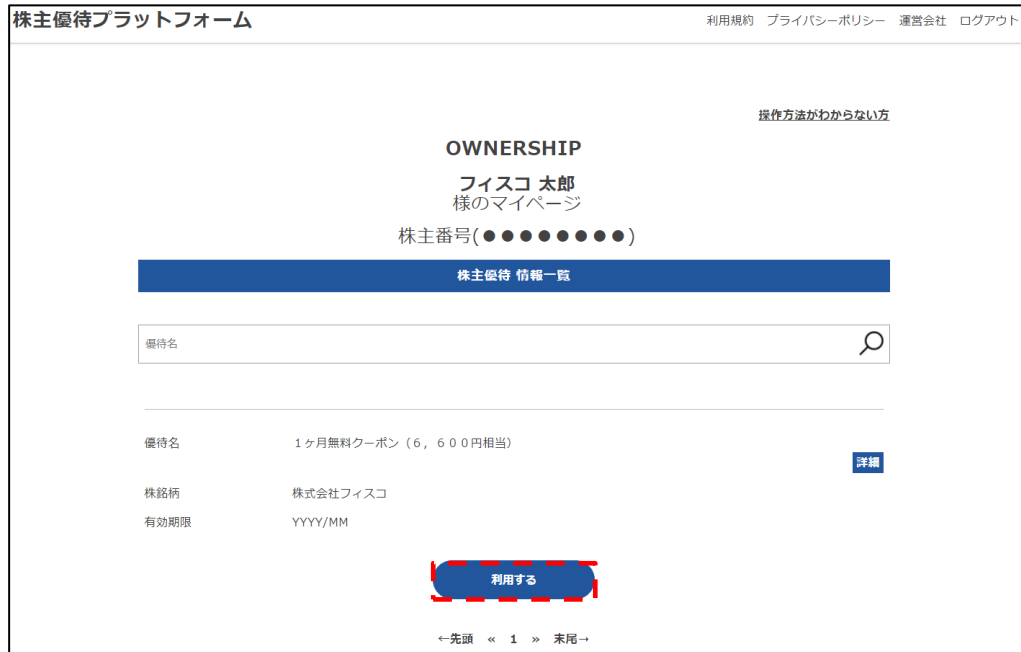 株主優待プラットフォーム
利用規約 プライバシーポリシー 運営会社 ログアウト
操作方法がわからない方
OWNERSHIP
フィスコ 太郎
様のマイページ
株主番号(●●●●●●●●)
株主優待 情報一覧
優待名
優待名 1ヶ月無料クーポン（6，600円相当）
詳細
株銘柄 株式会社フィスコ
有効期限 YYYY/MM
利用する
←先頭 « 1 » 末尾→